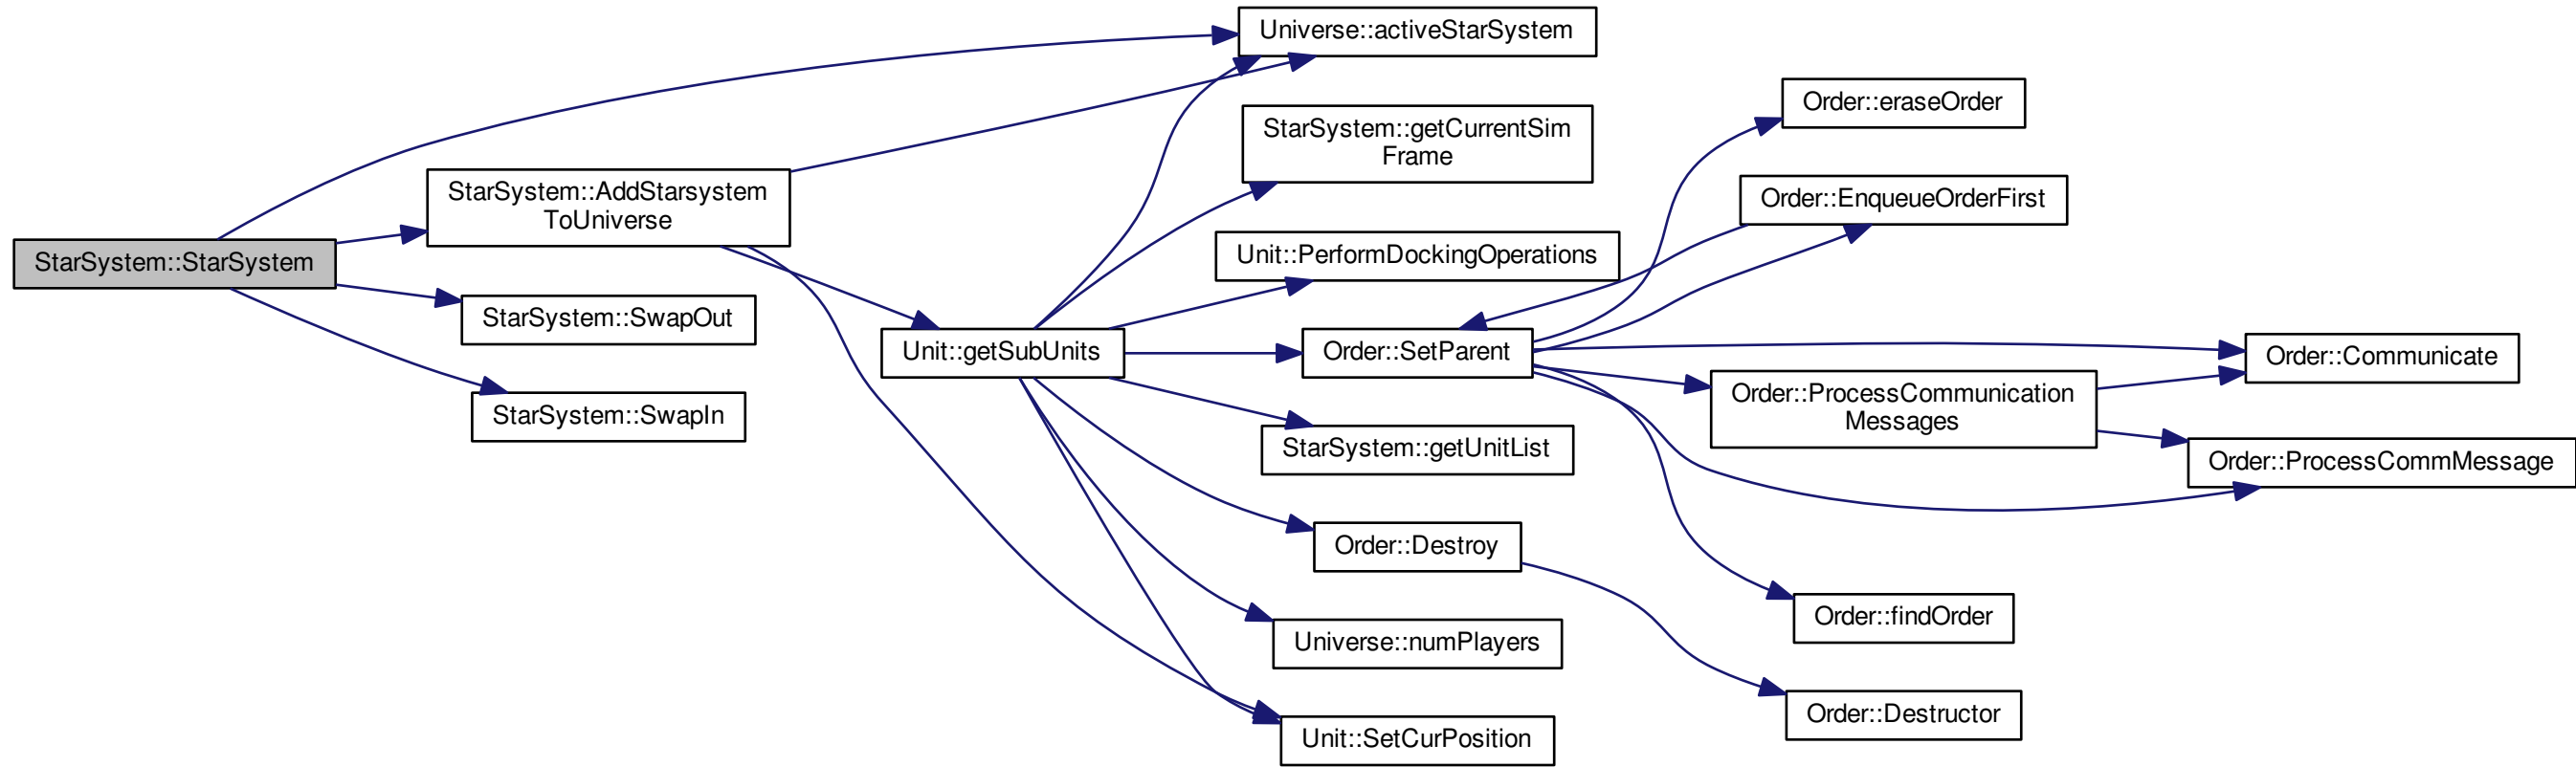 StarSystem::StarSystem
StarSystem::AddStarsystem
ToUniverse
StarSystem::SwapOut
StarSystem::SwapIn
Unit::getSubUnits
Universe::activeStarSystem
StarSystem::getCurrentSim
Frame
Unit::PerformDockingOperations
Order::SetParent
StarSystem::getUnitList
Order::Destroy
Universe::numPlayers
Unit::SetCurPosition
Order::eraseOrder
Order::EnqueueOrderFirst
Order::ProcessCommunication
Messages
Order::findOrder
Order::Destructor
Order::Communicate
Order::ProcessCommMessage